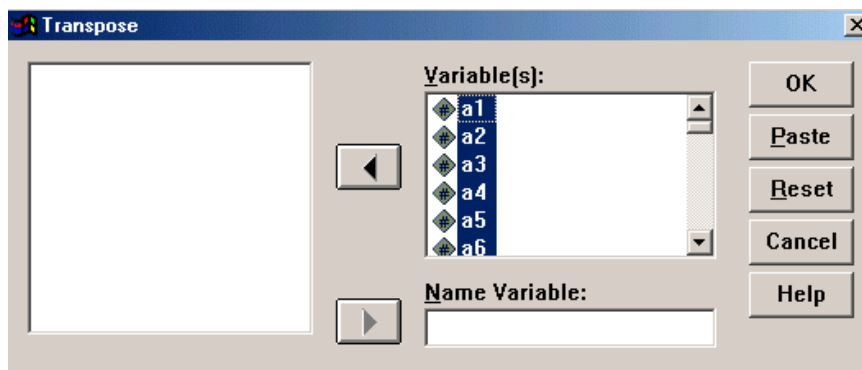 Transpose
Variable(s):
a1
a2
a3
a4
a5
a6
Name Variable:
OK
Paste
Reset
Cancel
Help